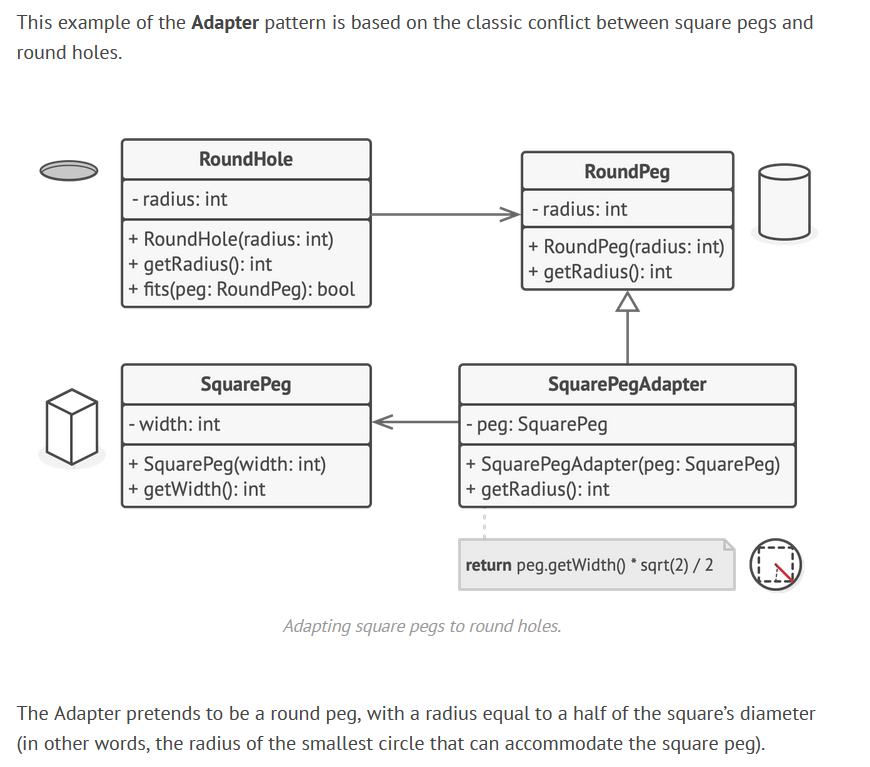 This example of the Adapter pattern is based on the classic conflict between square pegs and
round holes.
RoundHole
- radius: int
+ RoundHole(radius: int)
+ getRadius(): int
+ fits(peg: RoundPeg): bool
RoundPeg
- radius: int
+ RoundPeg(radius: int)
+ getRadius(): int
SquarePeg
- width: int
+ SquarePeg(width: int)
+ getWidth(): int
SquarePegAdapter
- peg: SquarePeg
+ SquarePegAdapter(peg: SquarePeg)
+ getRadius(): int
return peg.getWidth() * sqrt(2) / 2
Adapting square pegs to round holes.
The Adapter pretends to be a round peg, with a radius equal to a half of the square’s diameter
(in other words, the radius of the smallest circle that can accommodate the square peg).